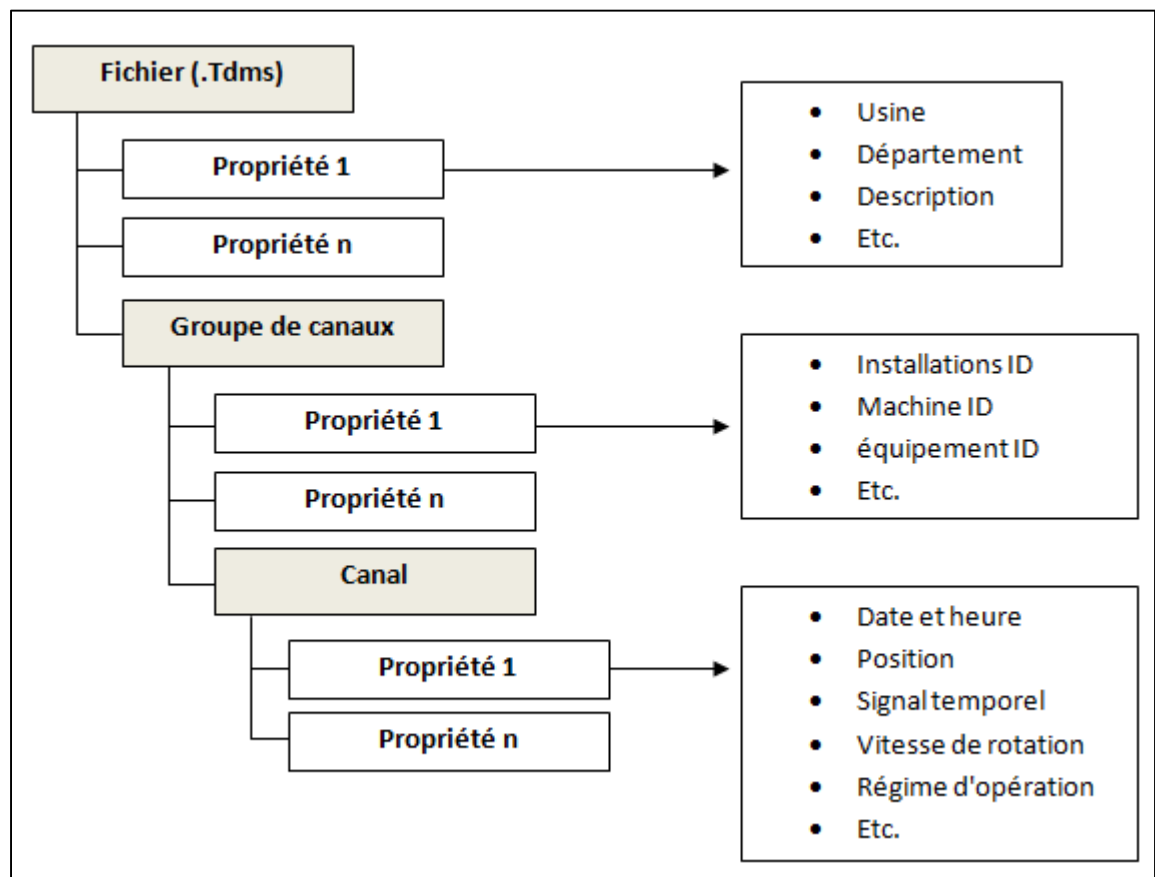 Fichier (.Tdms)
Propriété 1
• Usine
• Département
• Description
• Etc.
Propriété n
Groupe de canaux
Propriété 1
• Installations ID
• Machine ID
• équipement ID
• Etc.
Propriété n
Canal
Propriété 1
• Date et heure
• Position
• Signal temporel
• Vitesse de rotation
• Régime d'opération
• Etc.
Propriété n